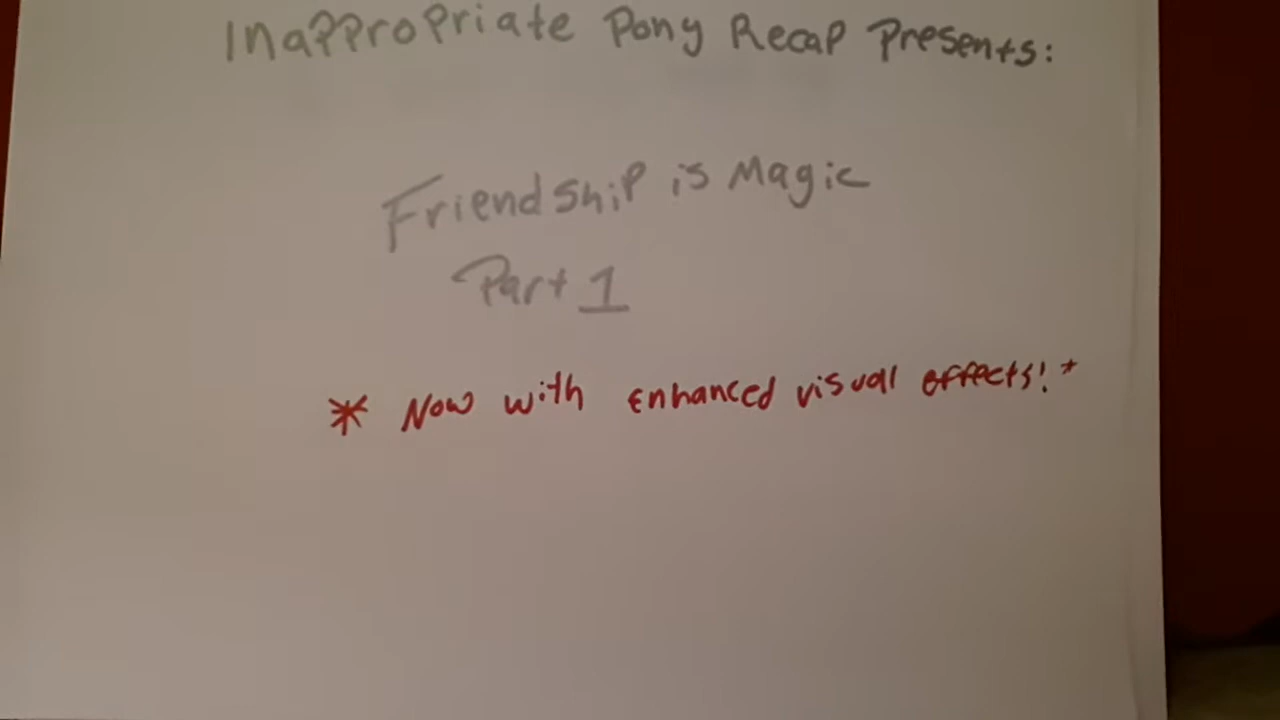 Inappropriate Pony Recap Presents:
Friendship is Magic
Part 1
* Now with enhanced visual effects! *